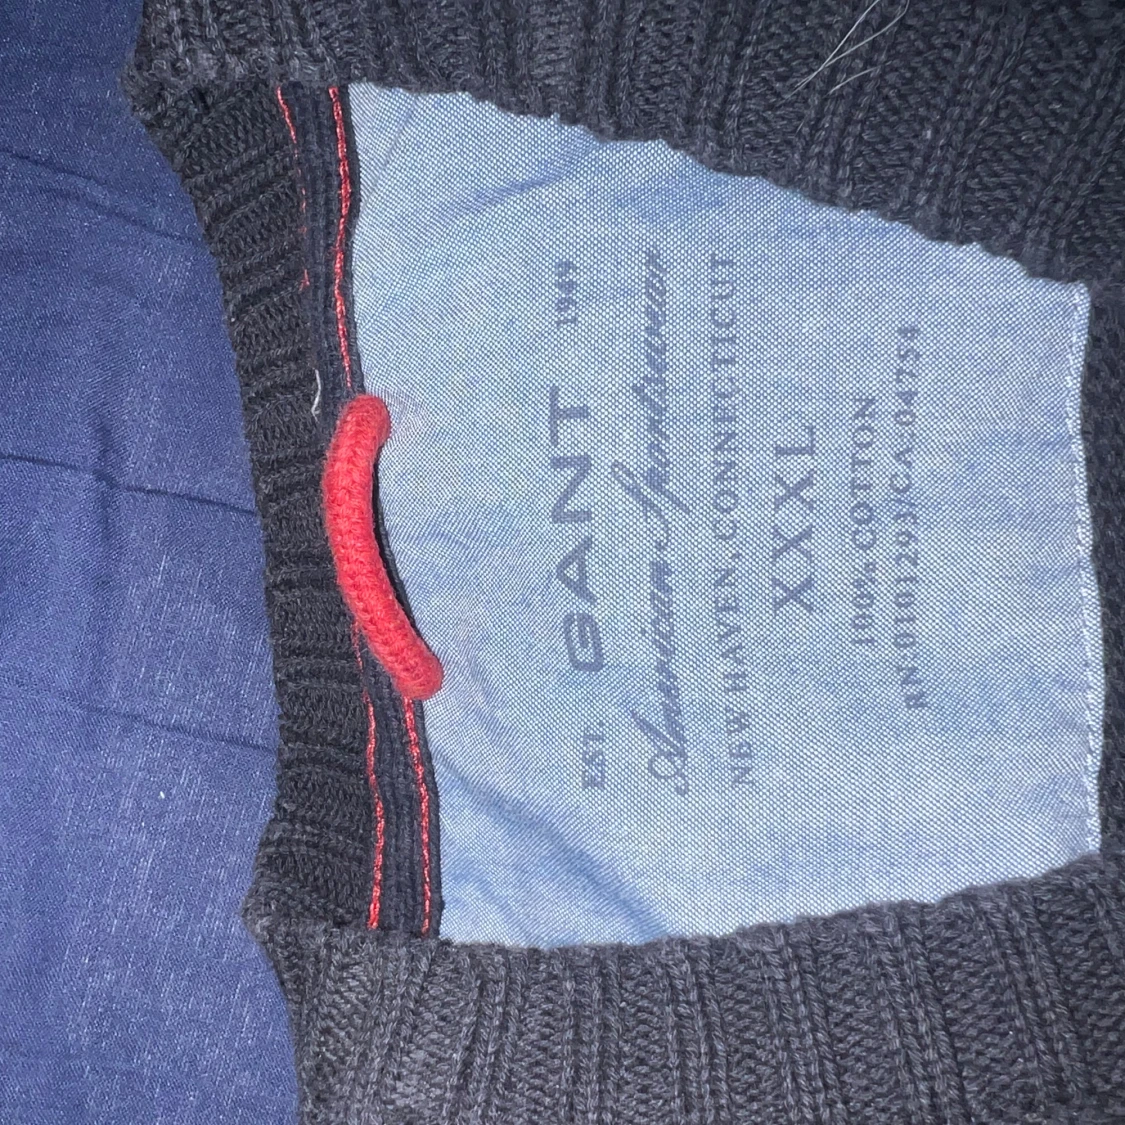 EST. GANT 1949
American Sportswear
NEW HAVEN, CONNECTICUT
XXXL
100% COTTON
RN.0101293/CA.04754